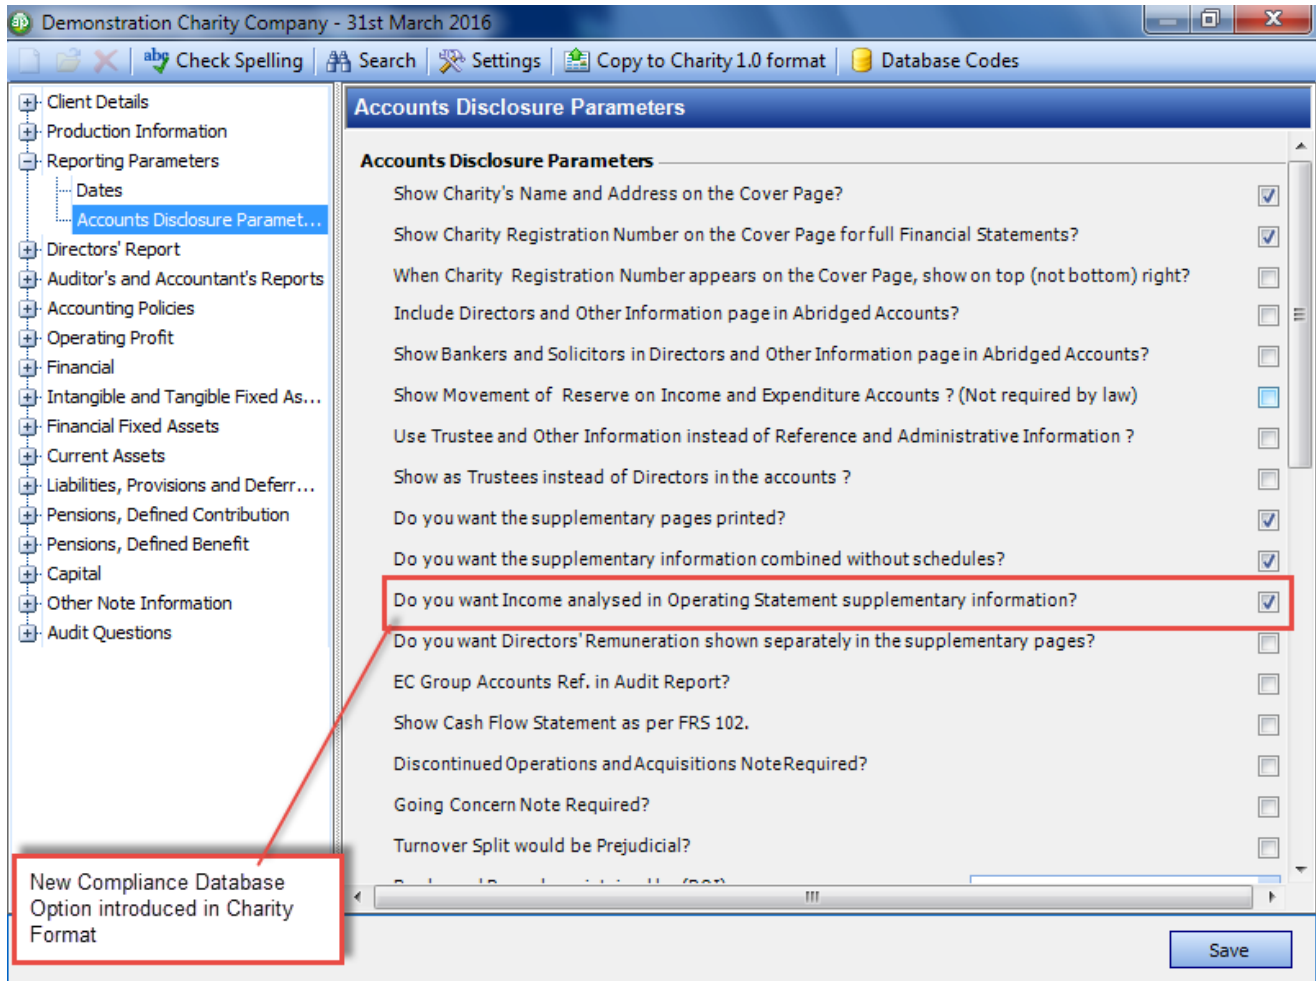 Demonstration Charity Company - 31st March 2016
Check Spelling Search Settings Copy to Charity 1.0 format Database Codes
Client Details
Production Information
Reporting Parameters
Dates
Accounts Disclosure Paramet...
Directors' Report
Auditor's and Accountant's Reports
Accounting Policies
Operating Profit
Financial
Intangible and Tangible Fixed As...
Financial Fixed Assets
Current Assets
Liabilities, Provisions and Deferr...
Pensions, Defined Contribution
Pensions, Defined Benefit
Capital
Other Note Information
Audit Questions
Accounts Disclosure Parameters
Accounts Disclosure Parameters
Show Charity's Name and Address on the Cover Page?
Show Charity Registration Number on the Cover Page for full Financial Statements?
When Charity Registration Number appears on the Cover Page, show on top (not bottom) right?
Include Directors and Other Information page in Abridged Accounts?
Show Bankers and Solicitors in Directors and Other Information page in Abridged Accounts?
Show Movement of Reserve on Income and Expenditure Accounts ? (Not required by law)
Use Trustee and Other Information instead of Reference and Administrative Information ?
Show as Trustees instead of Directors in the accounts ?
Do you want the supplementary pages printed?
Do you want the supplementary information combined without schedules?
Do you want Income analysed in Operating Statement supplementary information?
Do you want Directors' Remuneration shown separately in the supplementary pages?
EC Group Accounts Ref. in Audit Report?
Show Cash Flow Statement as per FRS 102.
Discontinued Operations and Acquisitions Note Required?
Going Concern Note Required?
Turnover Split would be Prejudicial?
New Compliance Database
Option introduced in Charity
Format
Save